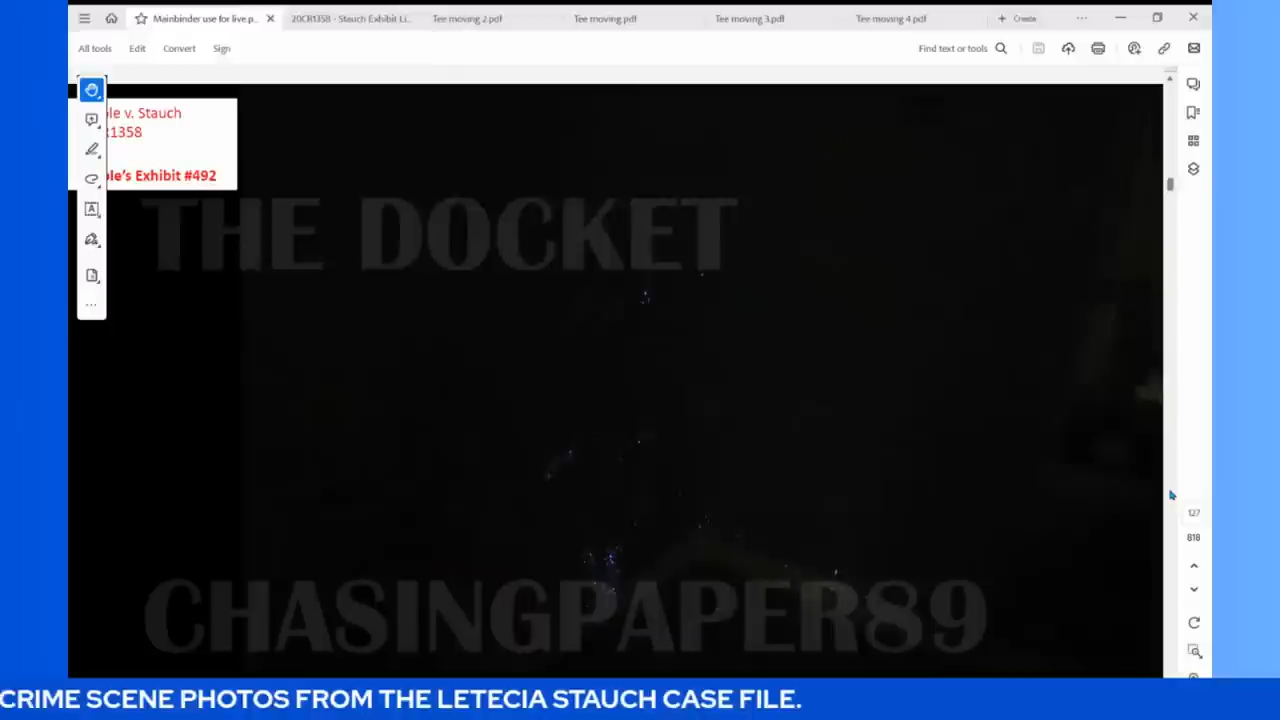 Mainbinder use for live.p...
20CR1358 - Stauch Exhibit Li...
Tee moving 2.pdf
Tee moving.pdf
Tee moving 3.pdf
Tee moving 4.pdf
+ Create
All tools
Edit
Convert
Sign
Find text or tools
le v. Stauch
1358
le's Exhibit #492
THE DOCKET
127
818
CHASINGPAPER89
CRIME SCENE PHOTOS FROM THE LETECIA STAUCH CASE FILE.